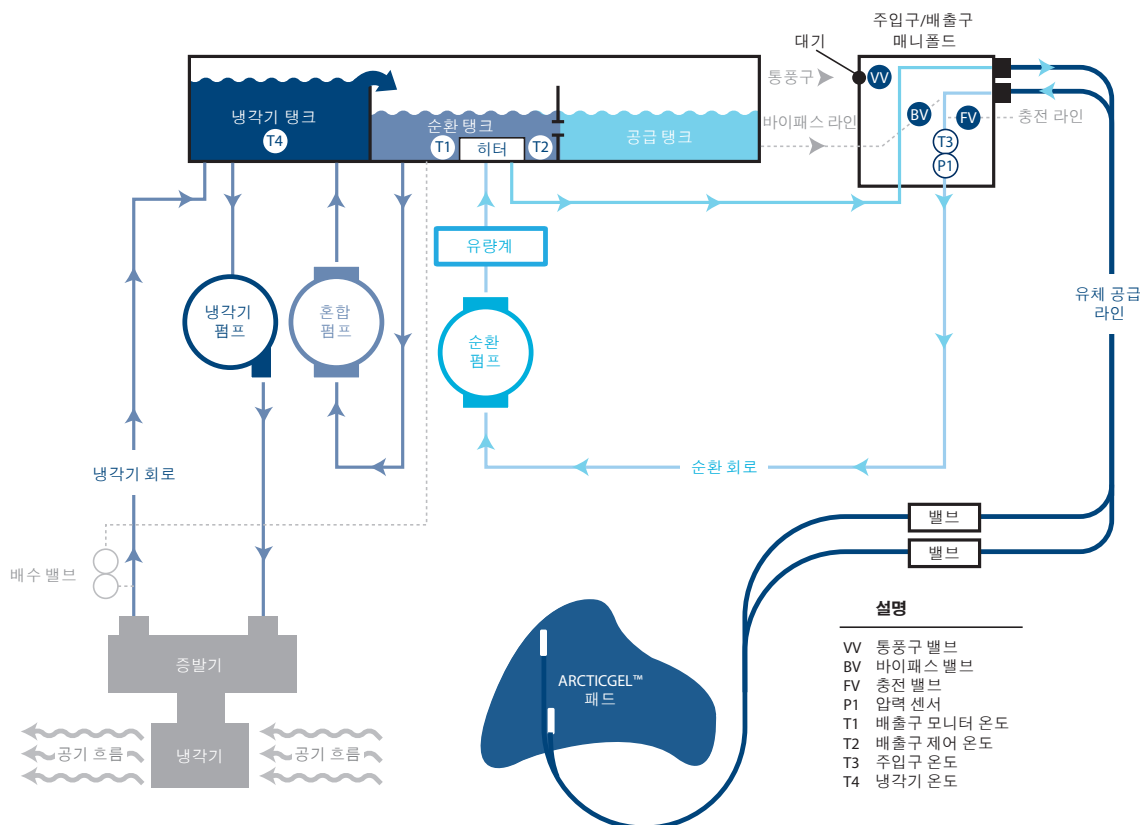 주입구/배출구
매니폴드
대기
통풍구
VV
냉각기 탱크
T4
순환 탱크
T1
히터
T2
공급 탱크
바이패스 라인
BV
FV
충전 라인
T3
P1
유량계
냉각기
펌프
혼합
펌프
순환
펌프
유체 공급
라인
냉각기 회로
순환 회로
밸브
밸브
배수 밸브
증발기
냉각기
공기 흐름
공기 흐름
ARCTICGEL™
패드
설명
VV 통풍구 밸브
BV 바이패스 밸브
FV 충전 밸브
P1 압력 센서
T1 배출구 모니터 온도
T2 배출구 제어 온도
T3 주입구 온도
T4 냉각기 온도